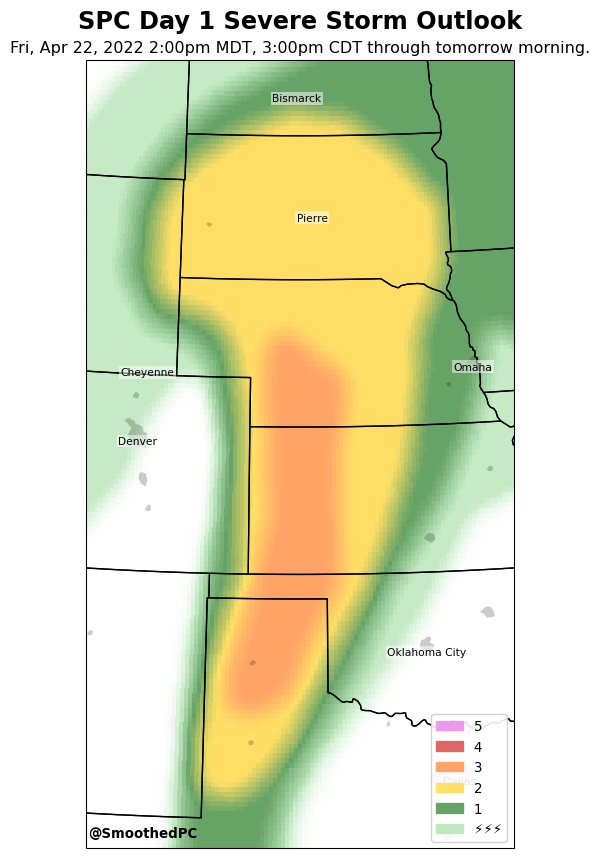 SPC Day 1 Severe Storm Outlook
Fri, Apr 22, 2022 2:00pm MDT, 3:00pm CDT through tomorrow morning.
Bismarck
Pierre
Cheyenne
Omaha
Denver
Oklahoma City
5
4
3
Dallas
2
1
⚡⚡⚡
@SmoothedPC